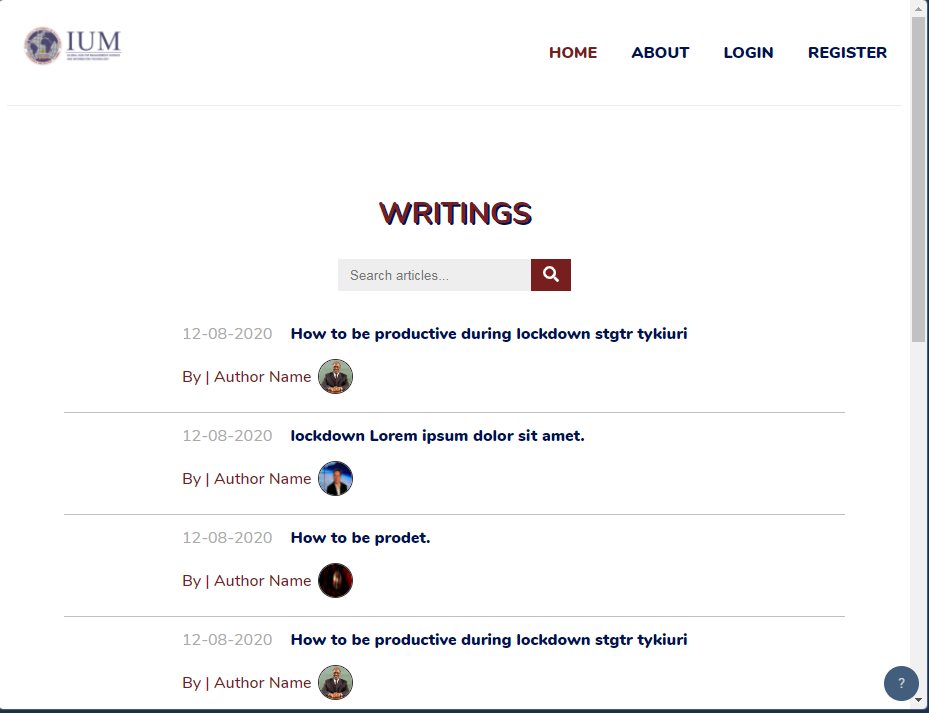 IUM
HOME ABOUT LOGIN REGISTER
WRITINGS
Search articles...
12-08-2020 How to be productive during lockdown stgtr tykiuri
By | Author Name
12-08-2020 lockdown Lorem ipsum dolor sit amet.
By | Author Name
12-08-2020 How to be prodet.
By | Author Name
12-08-2020 How to be productive during lockdown stgtr tykiuri
By | Author Name
?